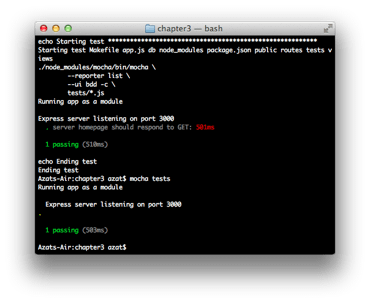 chapter3 — bash
echo Starting test *********************************************************
Starting test Makefile app.js db node_modules package.json public routes tests v
iews
./node_modules/mocha/bin/mocha \
--reporter list \
--ui bdd -c \
tests/*.js
Running app as a module
Express server listening on port 3000
. server homepage should respond to GET: 501ms
1 passing (510ms)
echo Ending test
Ending test
Azats-Air:chapter3 azat$ mocha tests
Running app as a module
Express server listening on port 3000
.
1 passing (503ms)
Azats-Air:chapter3 azat$